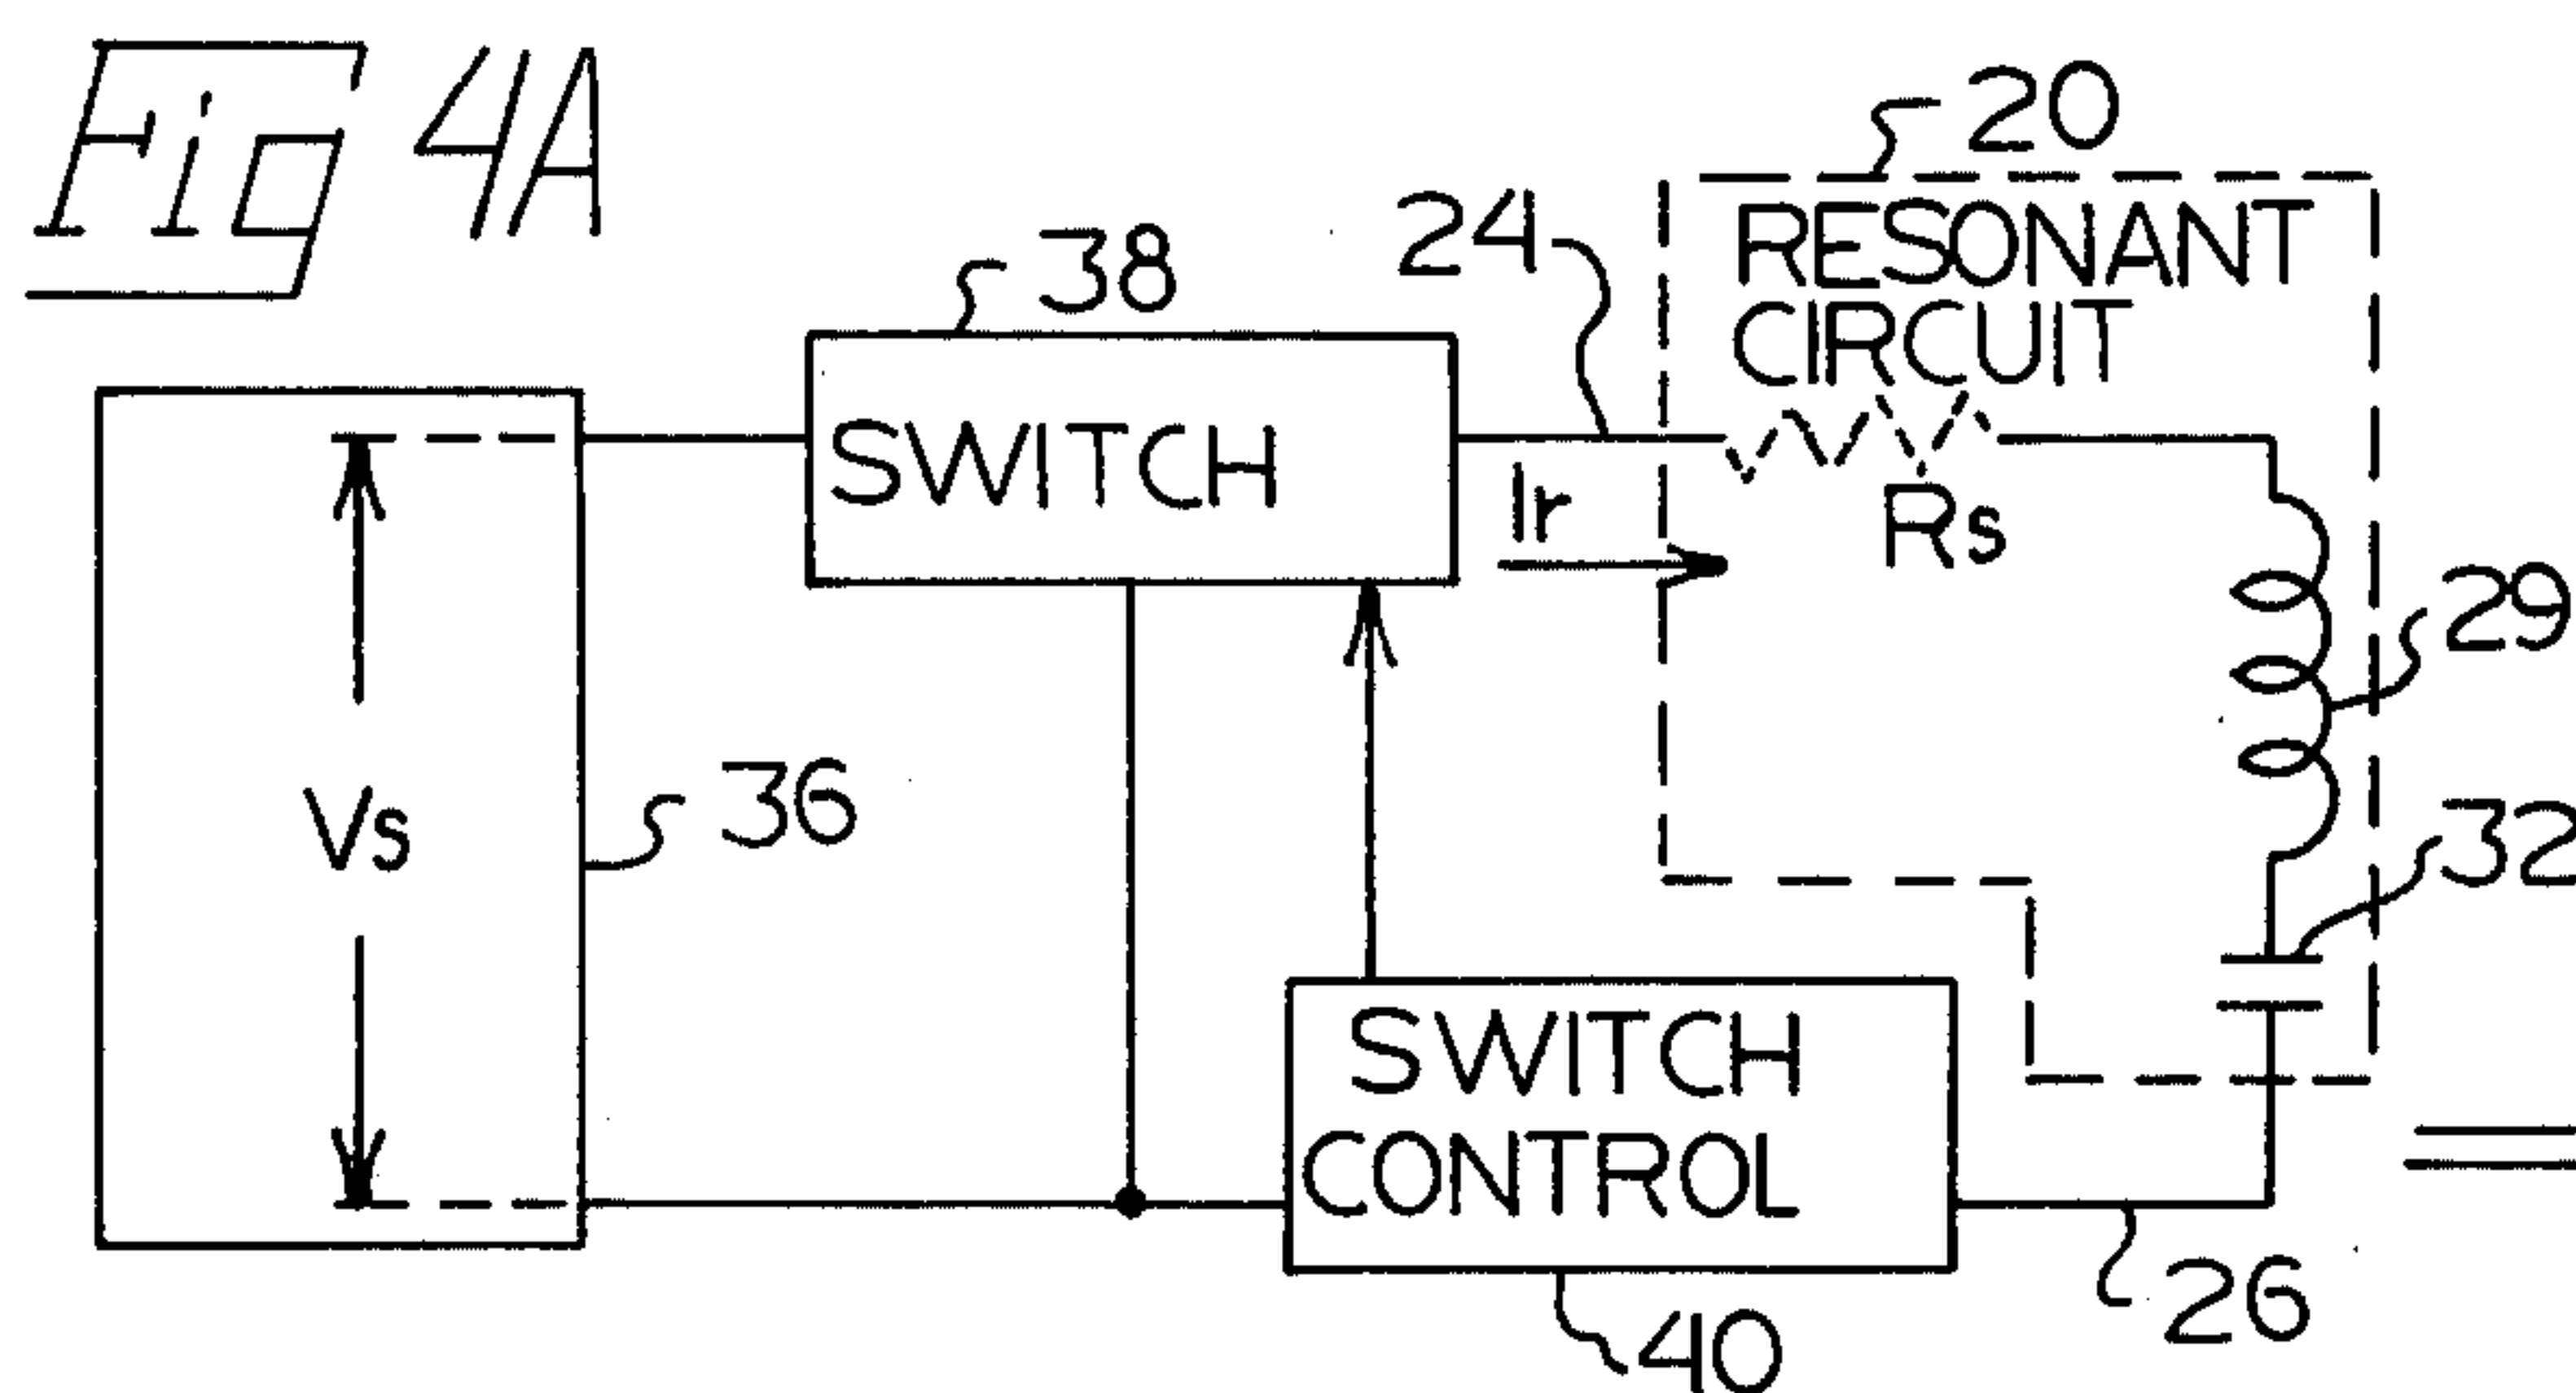 Fig 4A
20
RESONANT
CIRCUIT
24
38
SWITCH
Ir
Rs
29
Vs
36
32
SWITCH
CONTROL
26
40